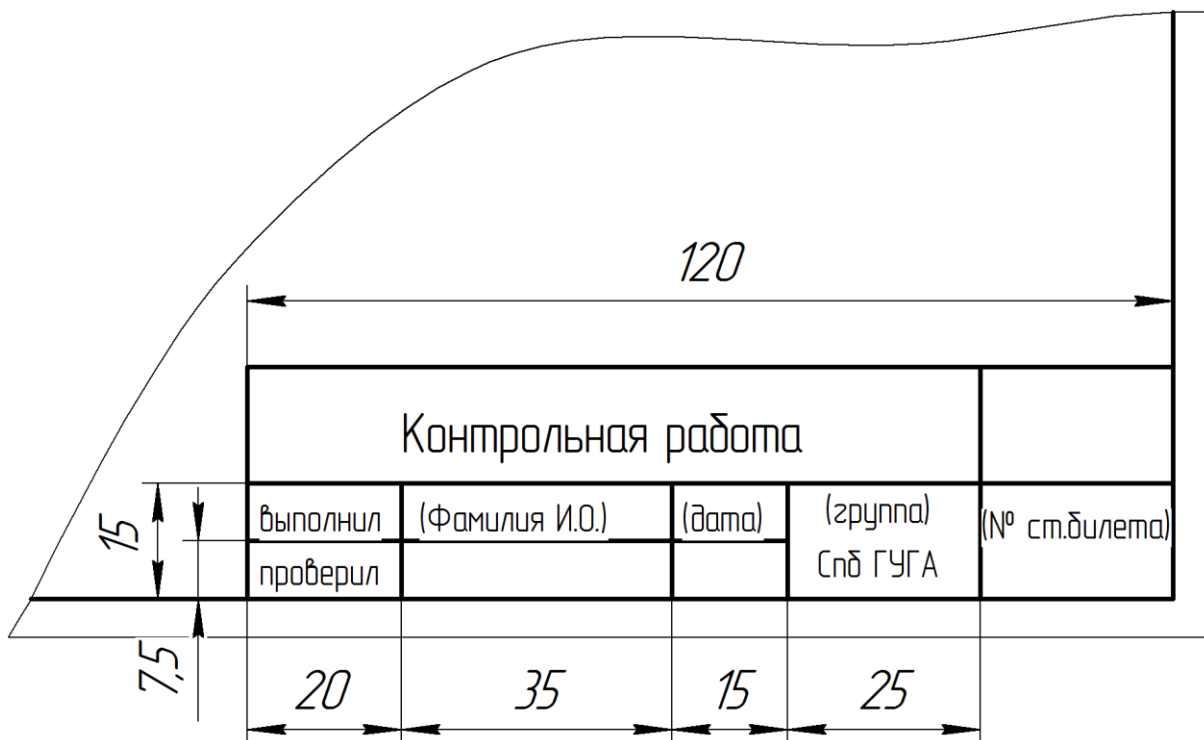 120
Контрольная работа
выполнил (Фамилия И.О.) (дата) (группа) (№ ст.билета)
проверил Спб ГУГА
15
7,5
20 35 15 25